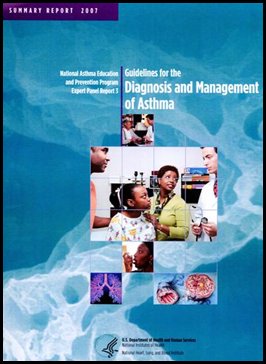 SUMMARY REPORT 2007
National Asthma Education
and Prevention Program
Expert Panel Report 3
Guidelines for the
Diagnosis and Management
of Asthma
U.S. Department of Health and Human Services
National Institutes of Health
National Heart, Lung, and Blood Institute